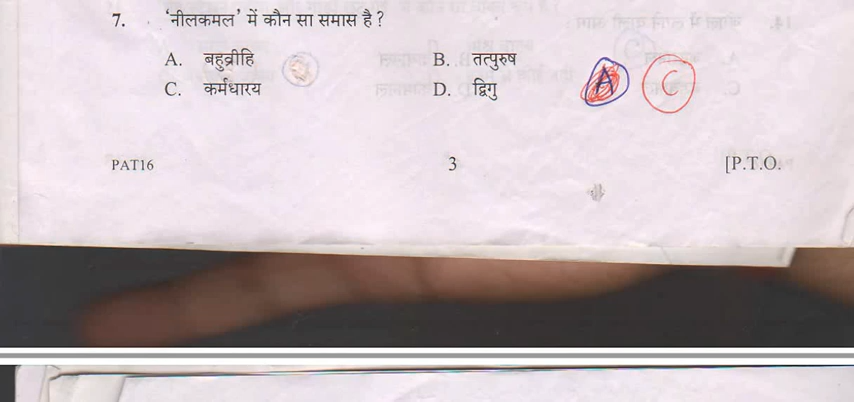 7. 'नीलकमल' में कौन सा समास है ?
A. बहुव्रीहि B. तत्पुरुष
C. कर्मधारय D. द्विगु
A C
PAT16 3 [P.T.O.